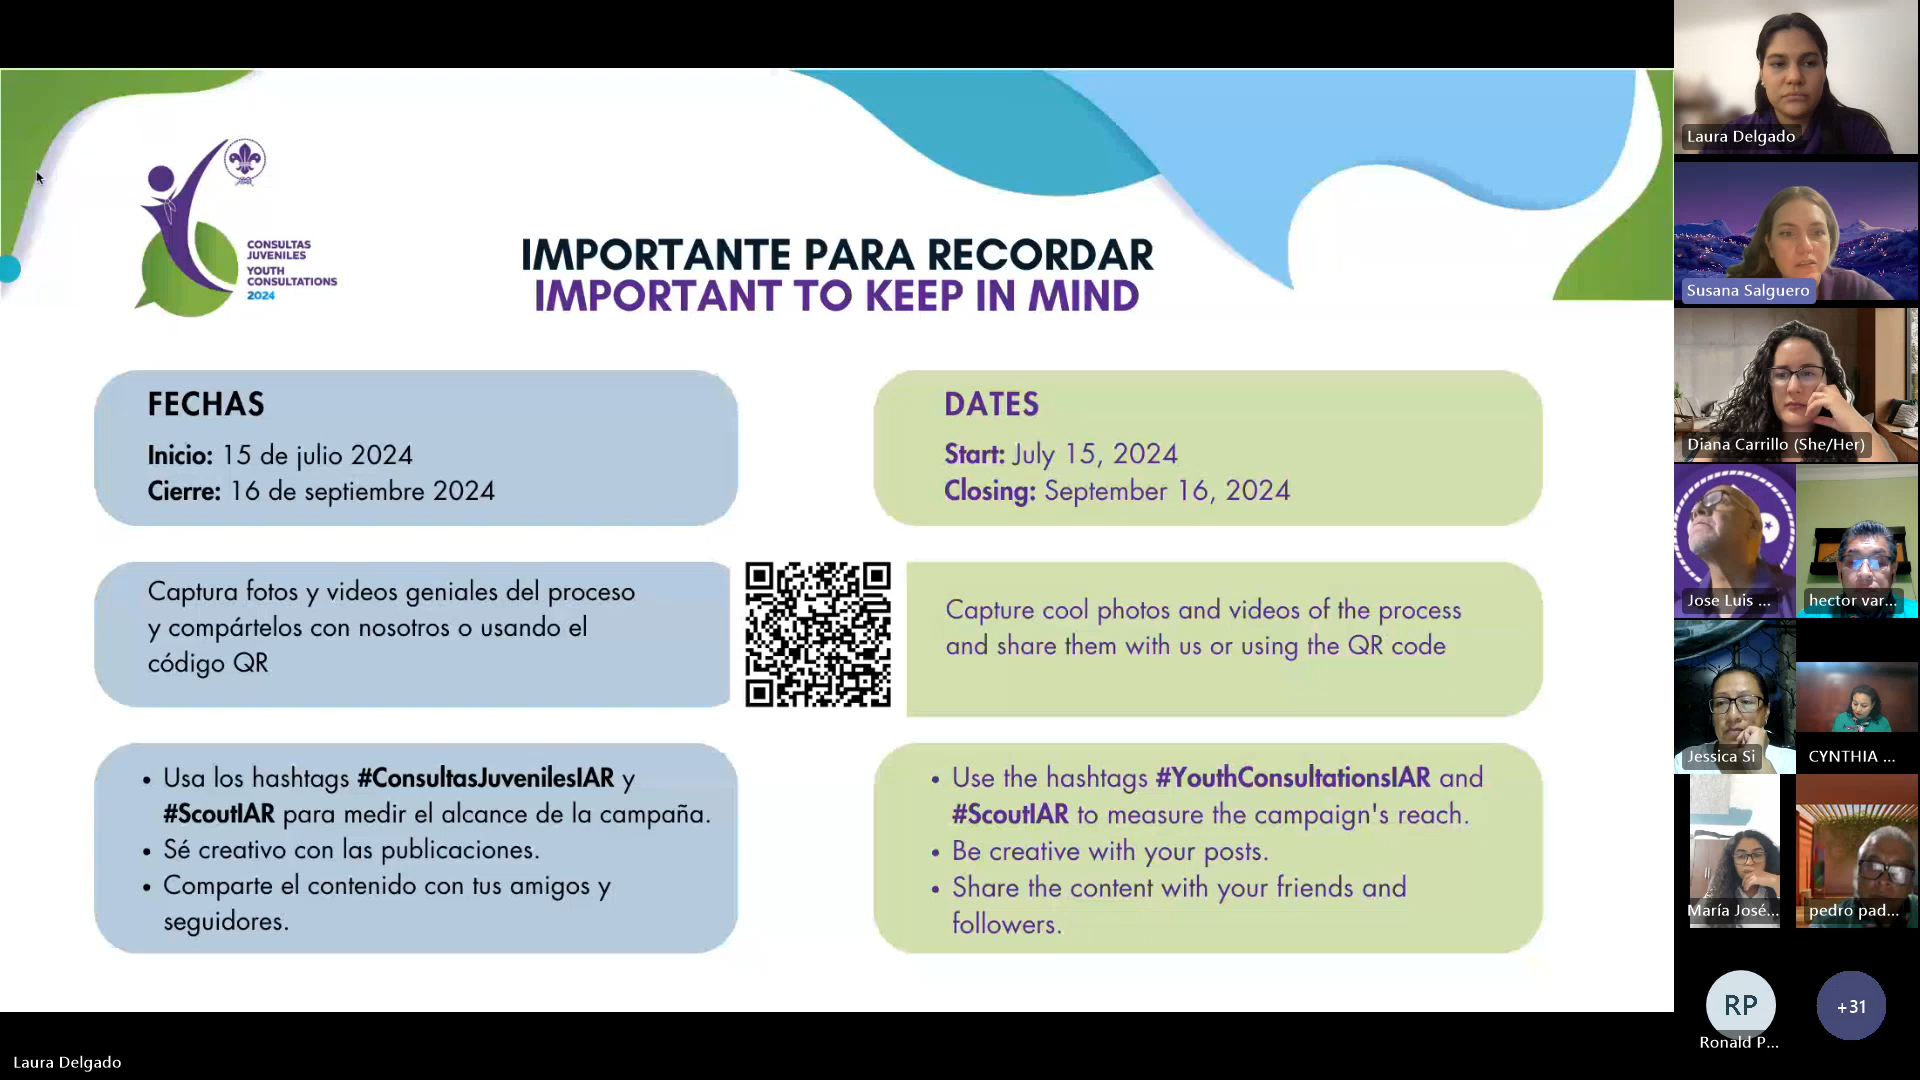 CONSULTAS
JUVENILES
YOUTH
CONSULTATIONS
2024
IMPORTANTE PARA RECORDAR
IMPORTANT TO KEEP IN MIND
FECHAS
Inicio: 15 de julio 2024
Cierre: 16 de septiembre 2024
DATES
Start: July 15, 2024
Closing: September 16, 2024
Captura fotos y videos geniales del proceso
y compártelos con nosotros o usando el
código QR
Capture cool photos and videos of the process
and share them with us or using the QR code
• Usa los hashtags #ConsultasJuvenilesIAR y
#ScoutIAR para medir el alcance de la campaña.
• Sé creativo con las publicaciones.
• Comparte el contenido con tus amigos y
seguidores.
• Use the hashtags #YouthConsultationsIAR and
#ScoutIAR to measure the campaign's reach.
• Be creative with your posts.
• Share the content with your friends and
followers.
Laura Delgado
Laura Delgado
Susana Salguero
Diana Carrillo (She/Her)
Jose Luis ...
hector var...
Jessica Si
CYNTHIA ...
María José...
pedro pad...
RP
Ronald P...
+31